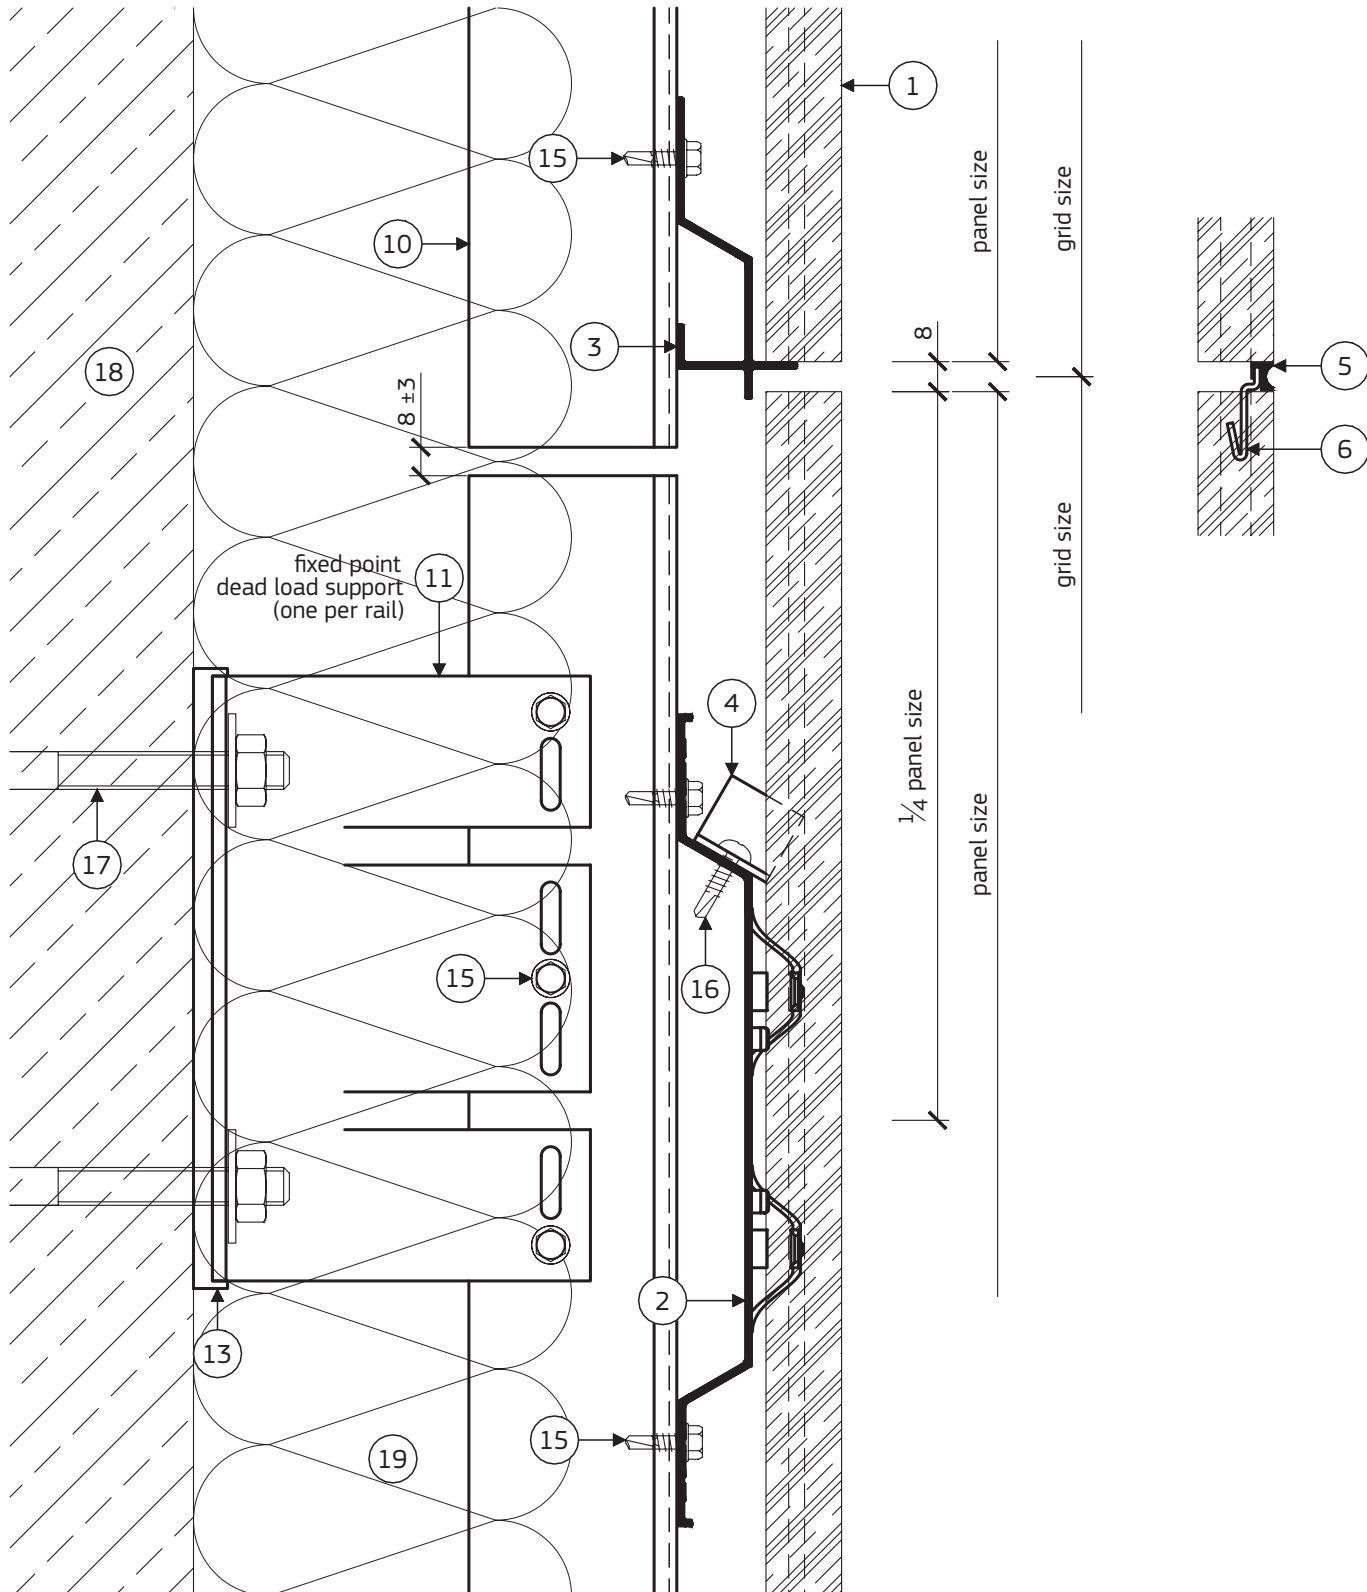 1
15
panel size
grid size
10
8
3
18
5
8 ±3
6
grid size
fixed point
dead load support
(one per rail)
11
4
1/4 panel size
panel size
17
15
16
2
13
15
19